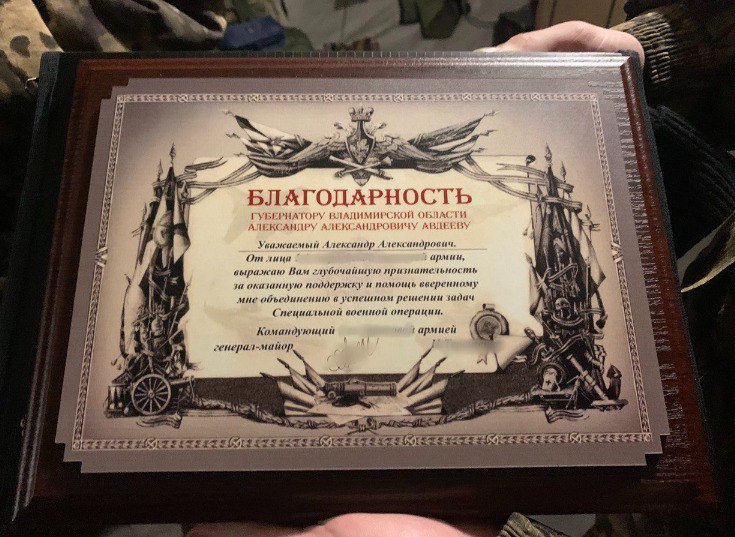 БЛАГОДАРНОСТЬ
ГУБЕРНАТОРУ ВЛАДИМИРСКОЙ ОБЛАСТИ
АЛЕКСАНДРУ АЛЕКСАНДРОВИЧУ АВДЕЕВУ
Уважаемый Александр Александрович.
От лица армии,
выражаю Вам глубочайшую признательность
за оказанную поддержку и помощь вверенному
мне объединению в успешном решении задач
Специальной военной операции.
Командующий армией
генерал-майор